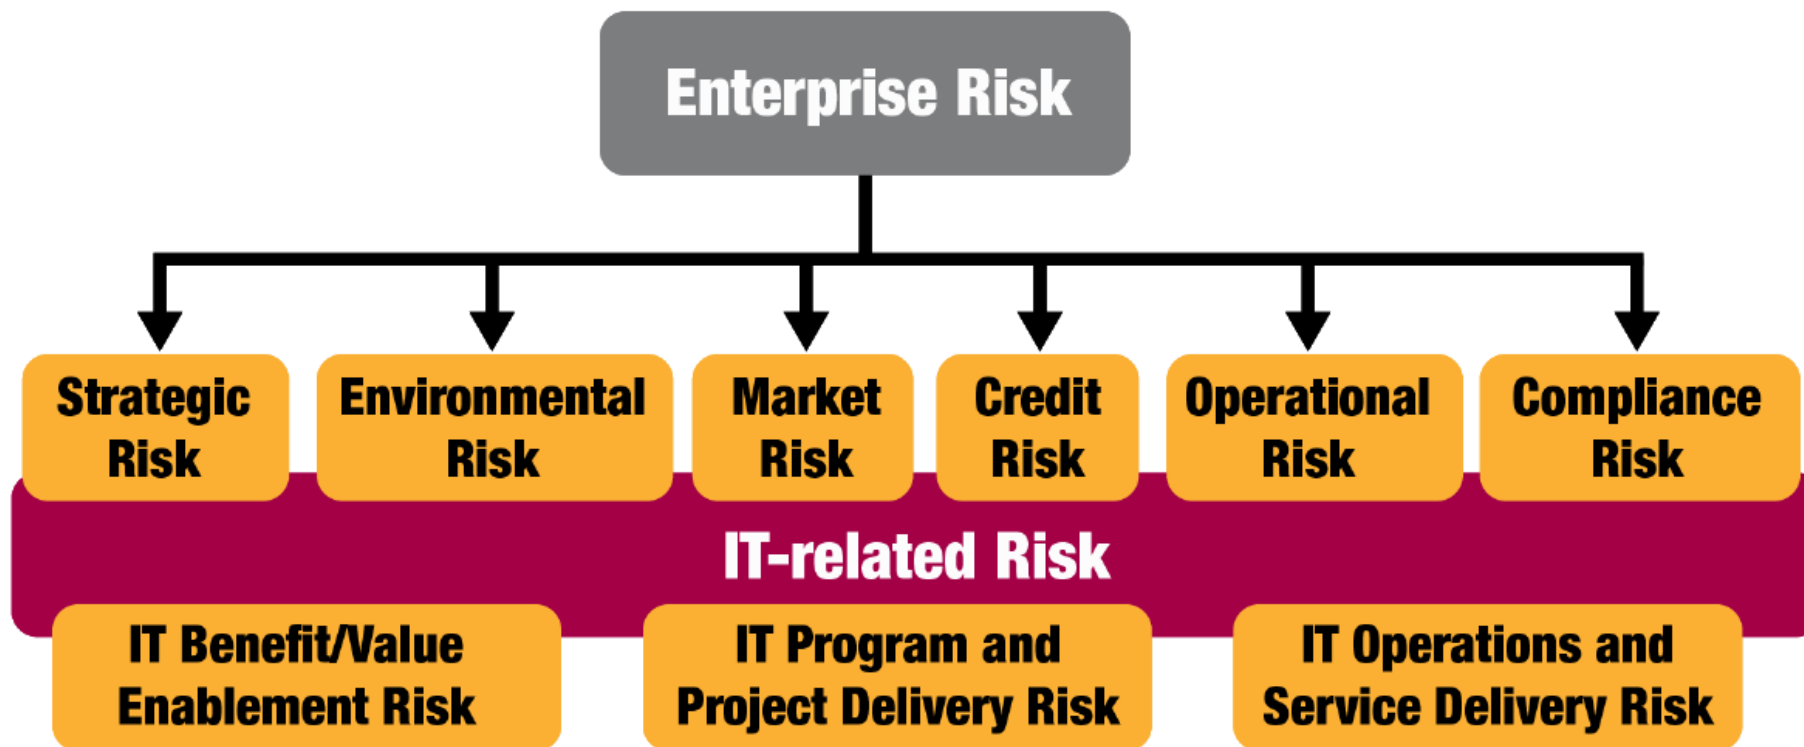 Enterprise Risk
Strategic
Risk
Environmental
Risk
Market
Risk
Credit
Risk
Operational
Risk
Compliance
Risk
IT-related Risk
IT Benefit/Value
Enablement Risk
IT Program and
Project Delivery Risk
IT Operations and
Service Delivery Risk